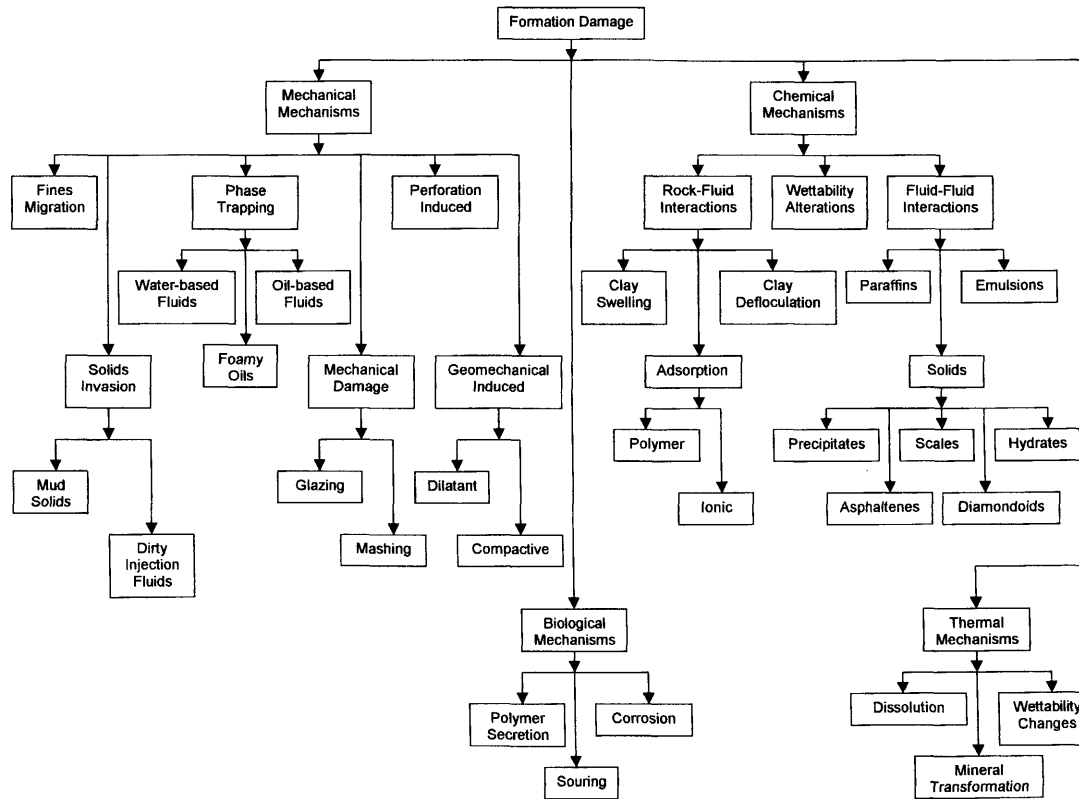 Formation Damage
Mechanical
Mechanisms
Chemical
Mechanisms
Fines
Migration
Phase
Trapping
Perforation
Induced
Rock-Fluid
Interactions
Wettability
Alterations
Fluid-Fluid
Interactions
Water-based
Fluids
Oil-based
Fluids
Clay
Swelling
Clay
Defloculation
Paraffins
Emulsions
Foamy
Oils
Solids
Invasion
Mechanical
Damage
Geomechanical
Induced
Adsorption
Solids
Polymer
Precipitates
Scales
Hydrates
Mud
Solids
Glazing
Dilatant
Ionic
Asphaltenes
Diamondoids
Dirty
Injection
Fluids
Mashing
Compactive
Biological
Mechanisms
Thermal
Mechanisms
Polymer
Secretion
Corrosion
Dissolution
Wettability
Changes
Souring
Mineral
Transformation